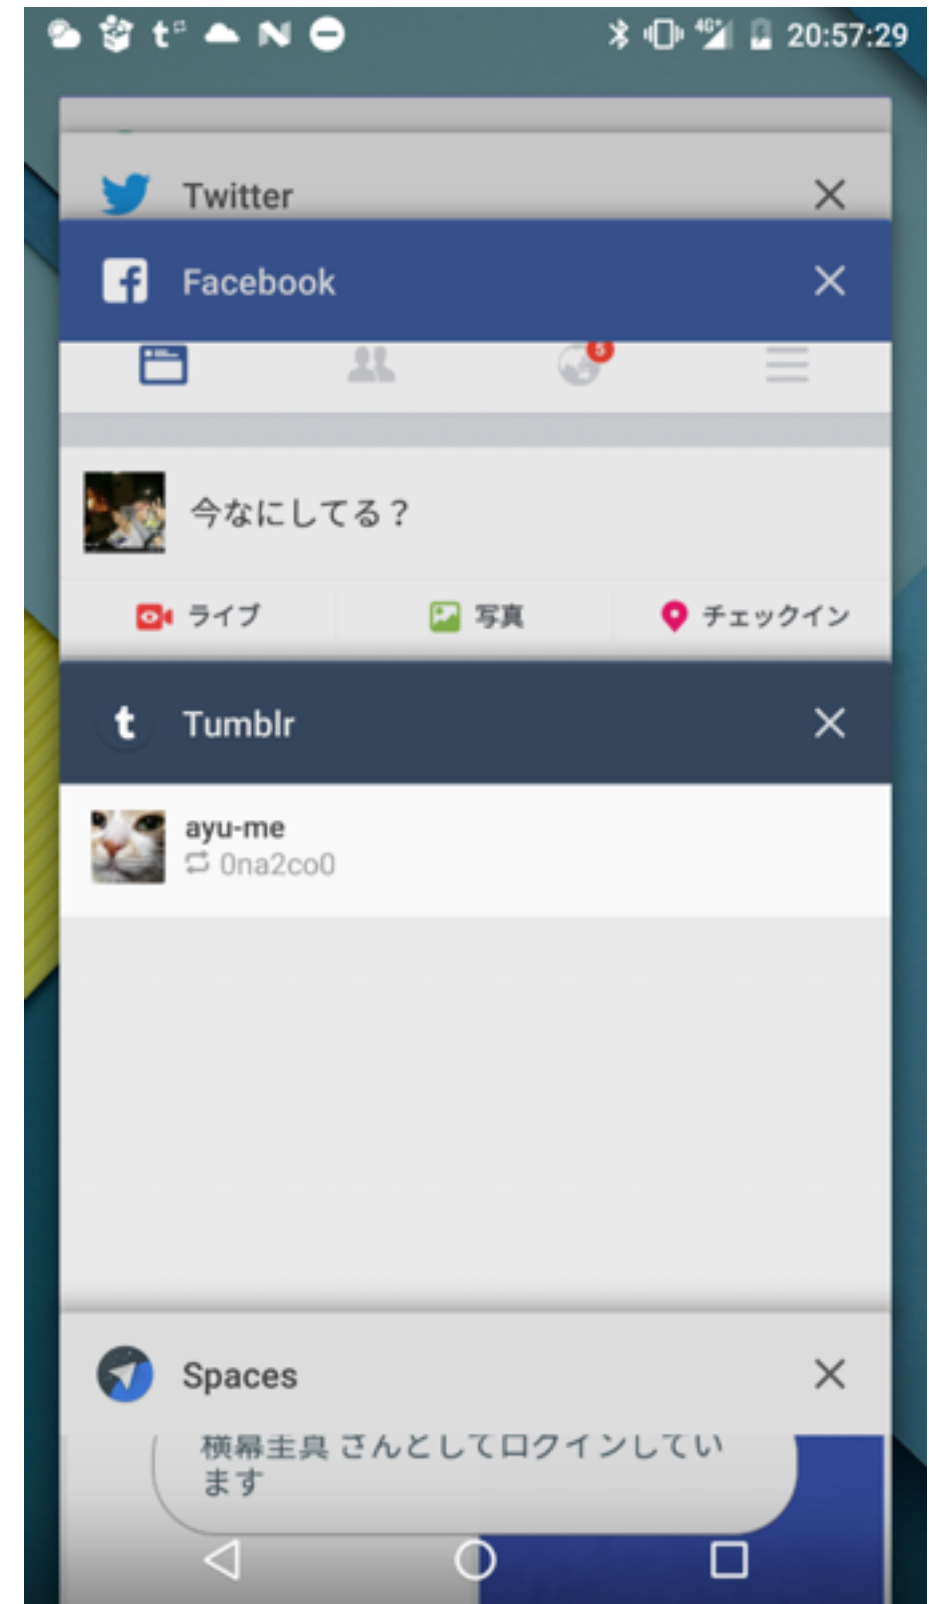 4G 20:57:29
Twitter
Facebook
5
今なにしてる？
ライブ 写真 チェックイン
Tumblr
ayu-me
0na2co0
Spaces
さんとしてログインしてい
ます